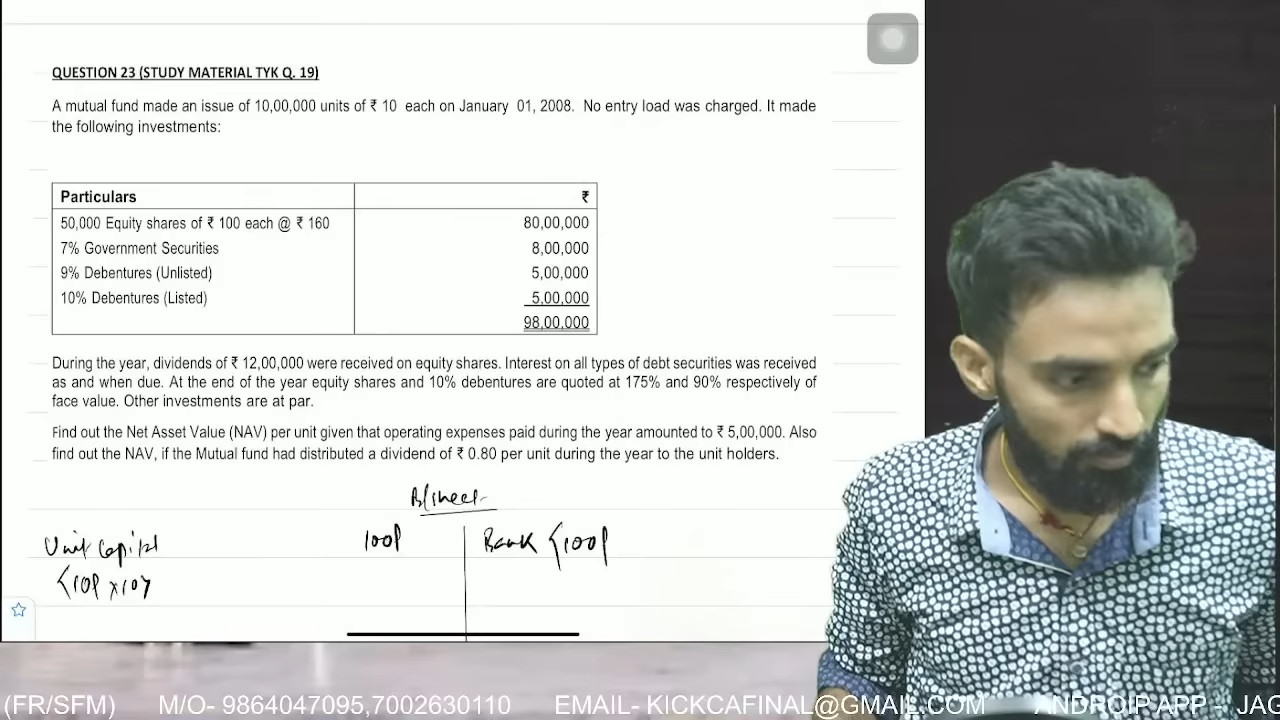 QUESTION 23 (STUDY MATERIAL TYK Q. 19)
A mutual fund made an issue of 10,00,000 units of ₹ 10 each on January 01, 2008. No entry load was charged. It made
the following investments:
Particulars ₹
50,000 Equity shares of ₹ 100 each @ ₹ 160 80,00,000
7% Government Securities 8,00,000
9% Debentures (Unlisted) 5,00,000
10% Debentures (Listed) 5,00,000
98,00,000
During the year, dividends of ₹ 12,00,000 were received on equity shares. Interest on all types of debt securities was received
as and when due. At the end of the year equity shares and 10% debentures are quoted at 175% and 90% respectively of
face value. Other investments are at par.
Find out the Net Asset Value (NAV) per unit given that operating expenses paid during the year amounted to ₹ 5,00,000. Also
find out the NAV, if the Mutual fund had distributed a dividend of ₹ 0.80 per unit during the year to the unit holders.
Unit Capital Bank
(FR/SFM) M/O- 9864047095,7002630110 EMAIL- KICKCAFINAL@GMAIL.COM APP - JAG